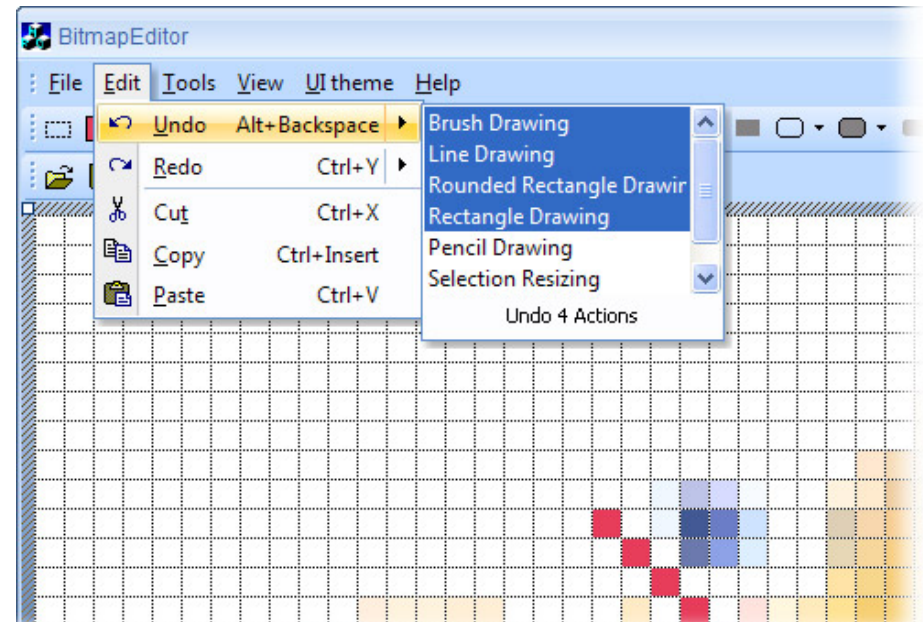 BitmapEditor
File Edit Tools View UI theme Help
Undo Alt+Backspace
Redo Ctrl+Y
Cut Ctrl+X
Copy Ctrl+Insert
Paste Ctrl+V
Brush Drawing
Line Drawing
Rounded Rectangle Drawin
Rectangle Drawing
Pencil Drawing
Selection Resizing
Undo 4 Actions